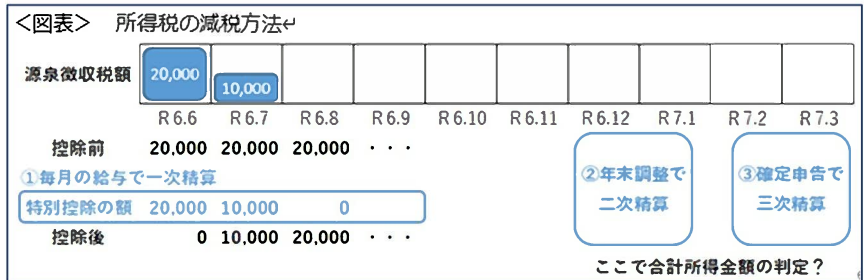 <図表> 所得税の減税方法↵
源泉徴収税額 20,000 10,000
R6.6 R6.7 R6.8 R6.9 R6.10 R6.11 R6.12 R7.1 R7.2 R7.3
控除前 20,000 20,000 20,000 ・・・
①毎月の給与で一次精算
特別控除の額 20,000 10,000 0
控除後 0 10,000 20,000 ・・・
②年末調整で
二次精算
③確定申告で
三次精算
ここで合計所得金額の判定?